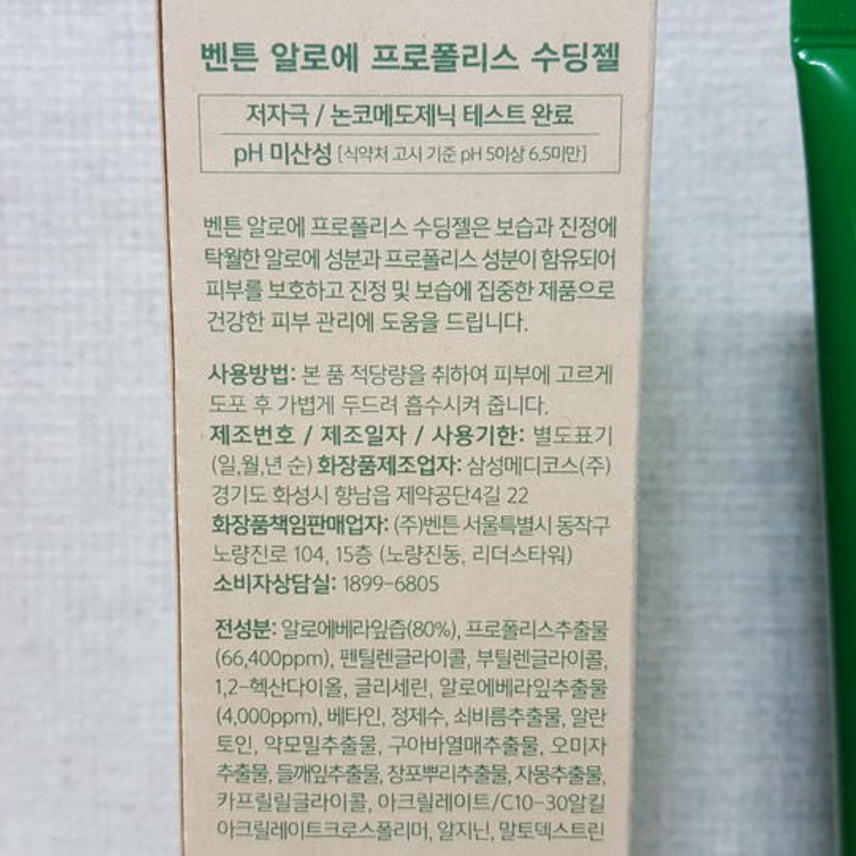 벤튼 알로에 프로폴리스 수딩젤
저자극 / 논코메도제닉 테스트 완료
pH 미산성 [식약처 고시 기준 pH 5이상 6.5미만]
벤튼 알로에 프로폴리스 수딩젤은 보습과 진정에
탁월한 알로에 성분과 프로폴리스 성분이 함유되어
피부를 보호하고 진정 및 보습에 집중한 제품으로
건강한 피부 관리에 도움을 드립니다.
사용방법: 본 품 적당량을 취하여 피부에 고르게
도포 후 가볍게 두드려 흡수시켜 줍니다.
제조번호 / 제조일자 / 사용기한: 별도표기
(일,월,년 순) 화장품제조업자: 삼성메디코스(주)
경기도 화성시 향남읍 제약공단4길 22
화장품책임판매업자: (주)벤튼 서울특별시 동작구
노량진로 104, 15층 (노량진동, 리더스타워)
소비자상담실: 1899-6805
전성분: 알로에베라잎즙(80%), 프로폴리스추출물
(66,400ppm), 펜틸렌글라이콜, 부틸렌글라이콜,
1,2-헥산다이올, 글리세린, 알로에베라잎추출물
(4,000ppm), 베타인, 정제수, 쇠비름추출물, 알란
토인, 약모밀추출물, 구아바열매추출물, 오미자
추출물, 들깨잎추출물, 창포뿌리추출물, 자몽추출물,
카프릴릴글라이콜, 아크릴레이트/C10-30알킬
아크릴레이트크로스폴리머, 알지닌, 말토덱스트린